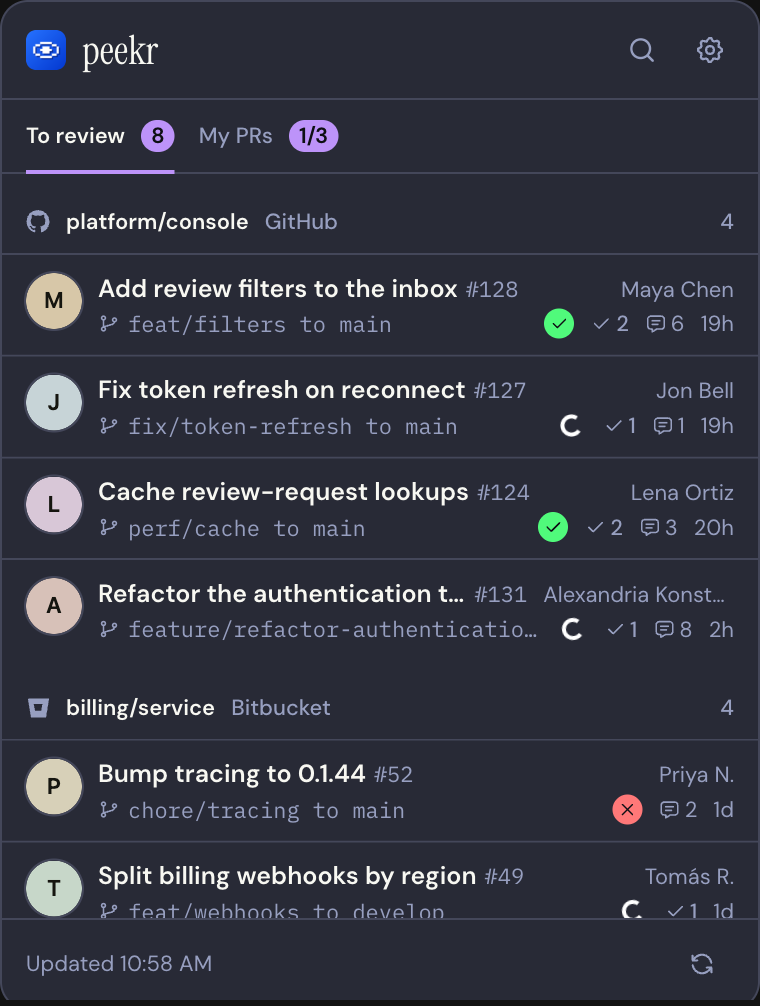 peekr
To review 8 My PRs 1/3
platform/console GitHub 4
M Add review filters to the inbox #128 Maya Chen
feat/filters to main 2 6 19h
J Fix token refresh on reconnect #127 Jon Bell
fix/token-refresh to main 1 1 19h
L Cache review-request lookups #124 Lena Ortiz
perf/cache to main 2 3 20h
A Refactor the authentication t... #131 Alexandria Konst...
feature/refactor-authenticatio... 1 8 2h
billing/service Bitbucket 4
P Bump tracing to 0.1.44 #52 Priya N.
chore/tracing to main 2 1d
T Split billing webhooks by region #49 Tomás R.
feat/webhooks to develop 1 1d
Updated 10:58 AM